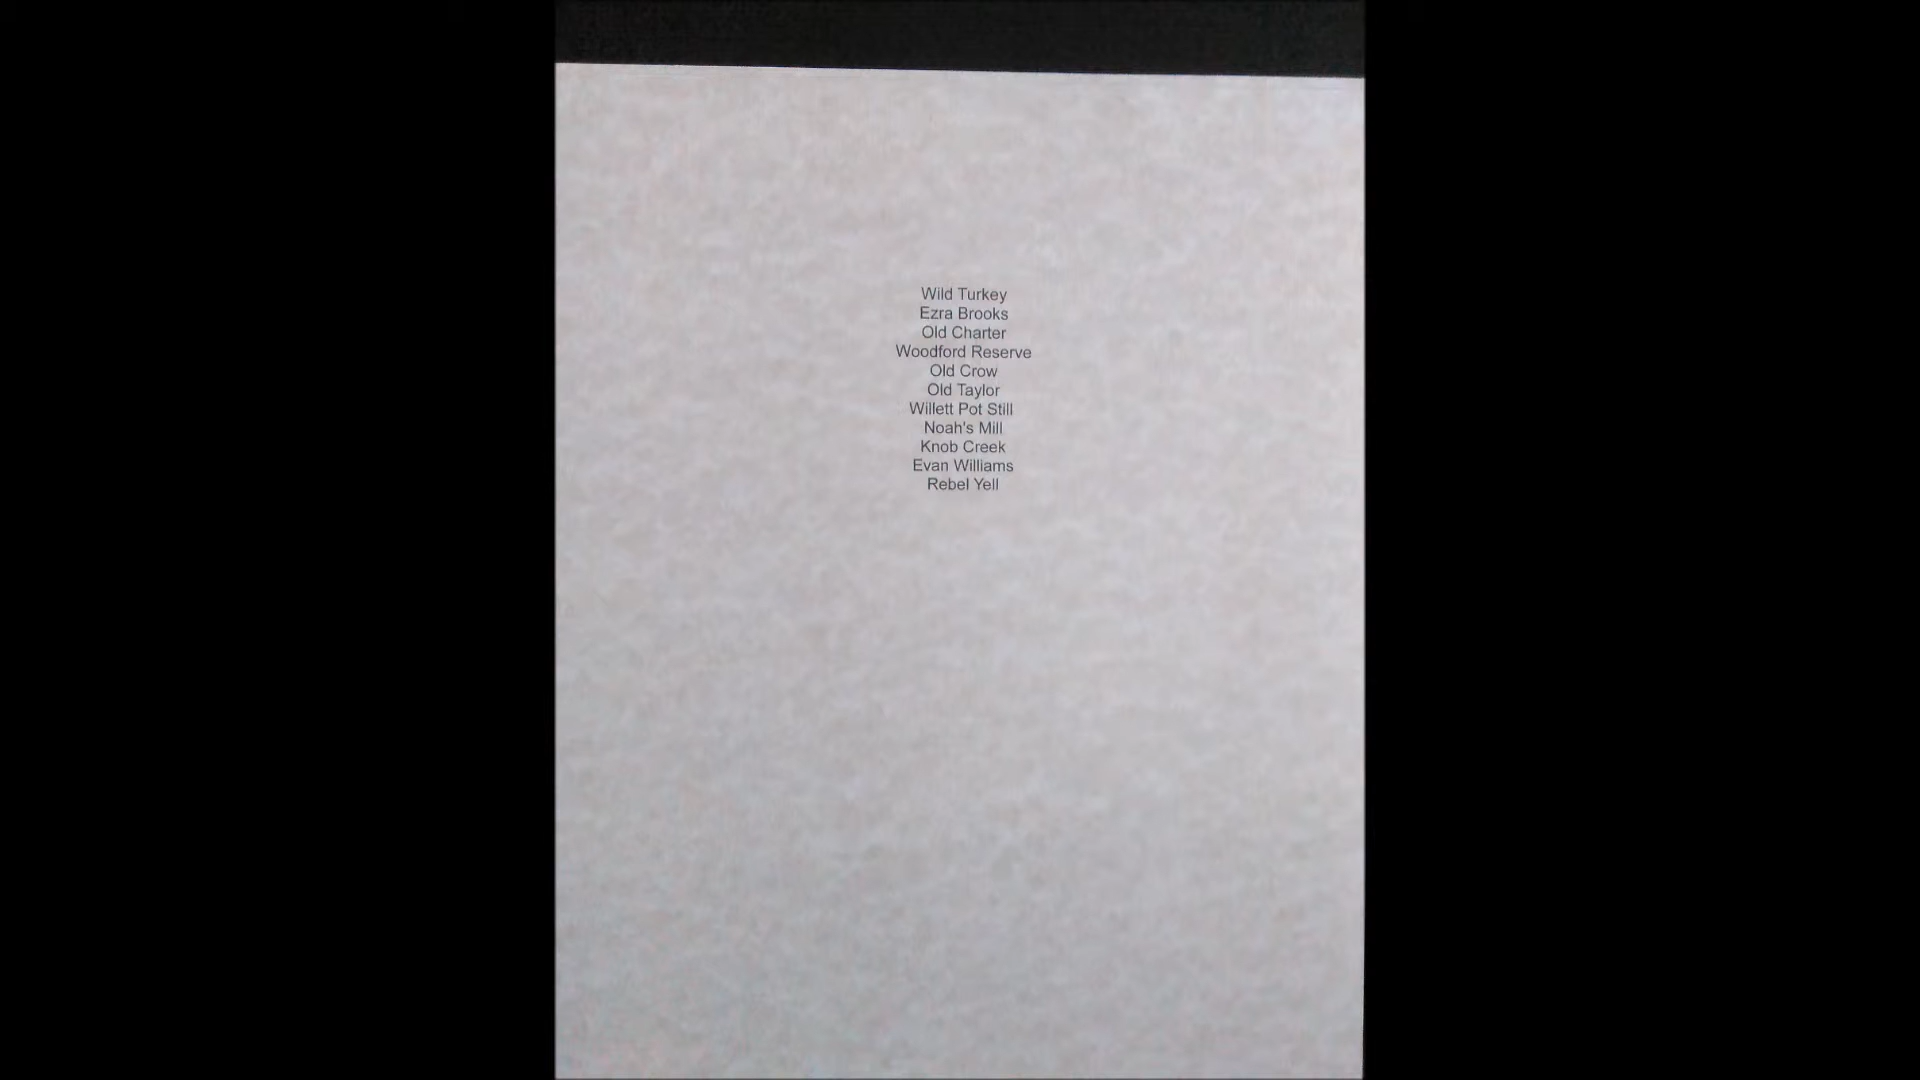 Wild Turkey
Ezra Brooks
Old Charter
Woodford Reserve
Old Crow
Old Taylor
Willett Pot Still
Noah's Mill
Knob Creek
Evan Williams
Rebel Yell